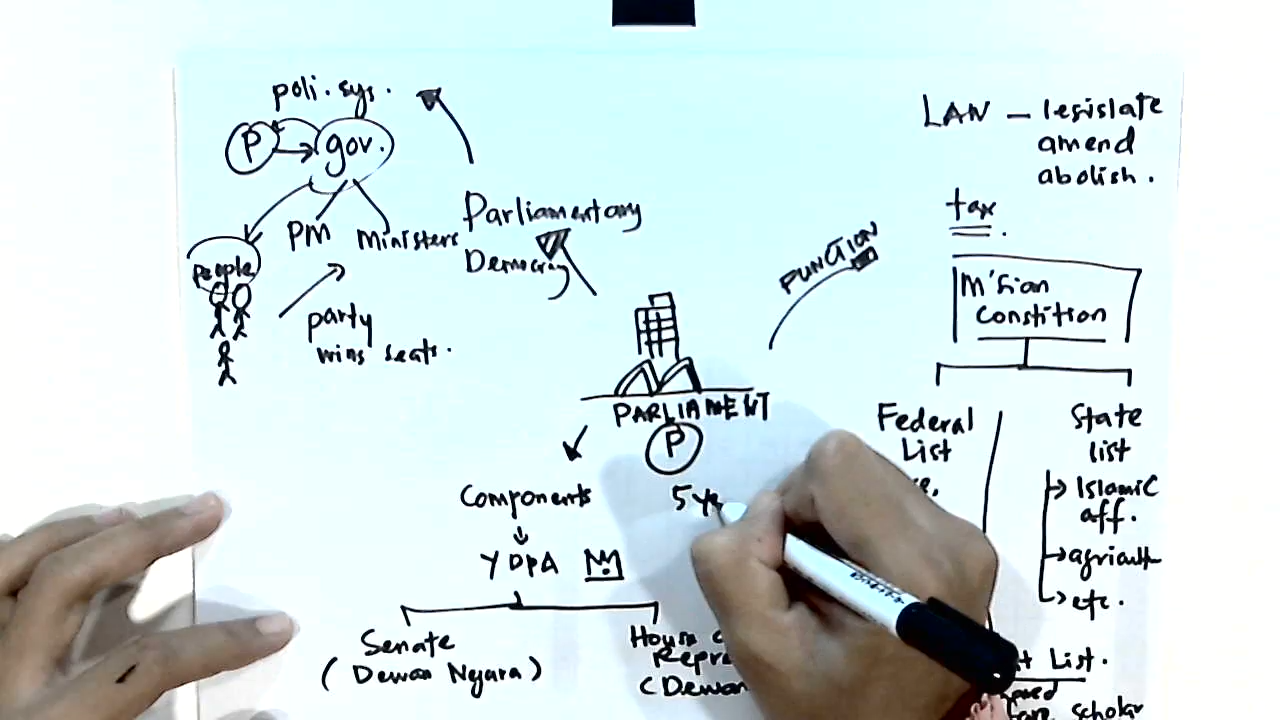 poli. sys.
P
gov.
PM
Ministers
people
party
wins seats.
Parliamentary
Democracy
FUNCTION
LAW – legislate
amend
abolish.
tax
M'sian
Constition
Federal
List
State
list
Islamic
aff.
agricult
etc.
List.
scholar
PARLIAMENT
P
5 ye
Components
YDPA
Senate
(Dewan Nyara)
House
Repre
(Dewan